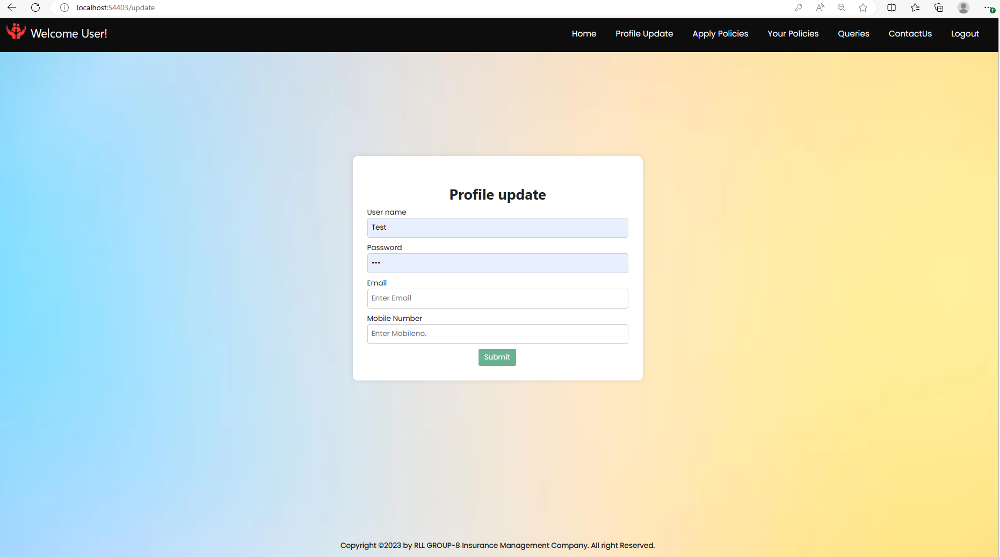 localhost:54403/update
Welcome User!
Home Profile Update Apply Policies Your Policies Queries ContactUs Logout
Profile update
User name
Test
Password
•••
Email
Enter Email
Mobile Number
Enter Mobileno.
Submit
Copyright ©2023 by RLL GROUP-8 Insurance Management Company. All right Reserved.